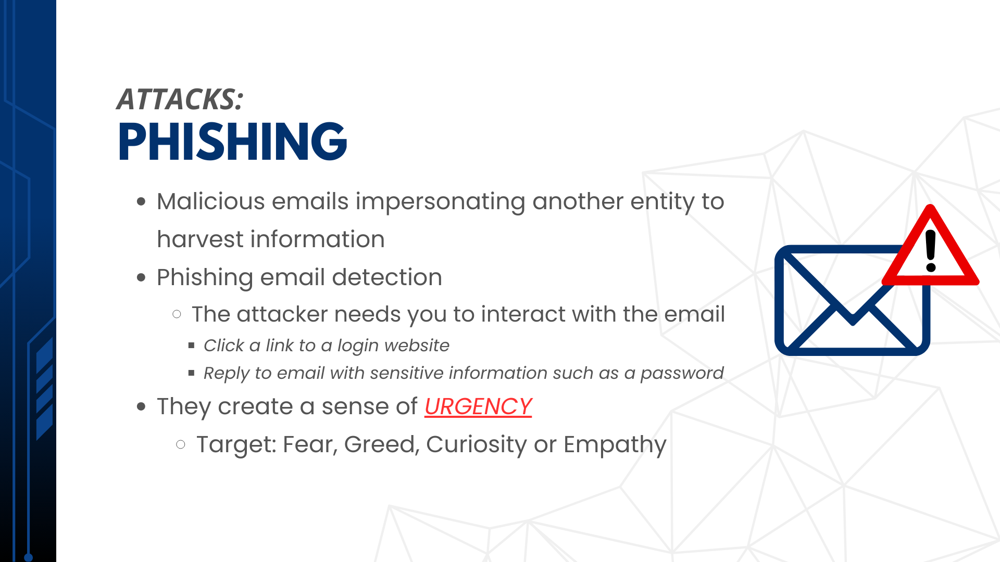 ATTACKS:
PHISHING
• Malicious emails impersonating another entity to
harvest information
• Phishing email detection
○ The attacker needs you to interact with the email
▪ Click a link to a login website
▪ Reply to email with sensitive information such as a password
• They create a sense of URGENCY
○ Target: Fear, Greed, Curiosity or Empathy